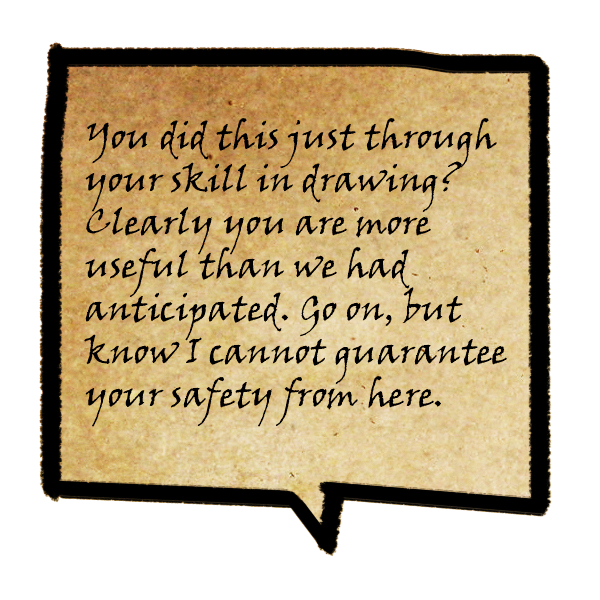 You did this just through
your skill in drawing?
Clearly you are more
useful than we had
anticipated. Go on, but
know I cannot guarantee
your safety from here.